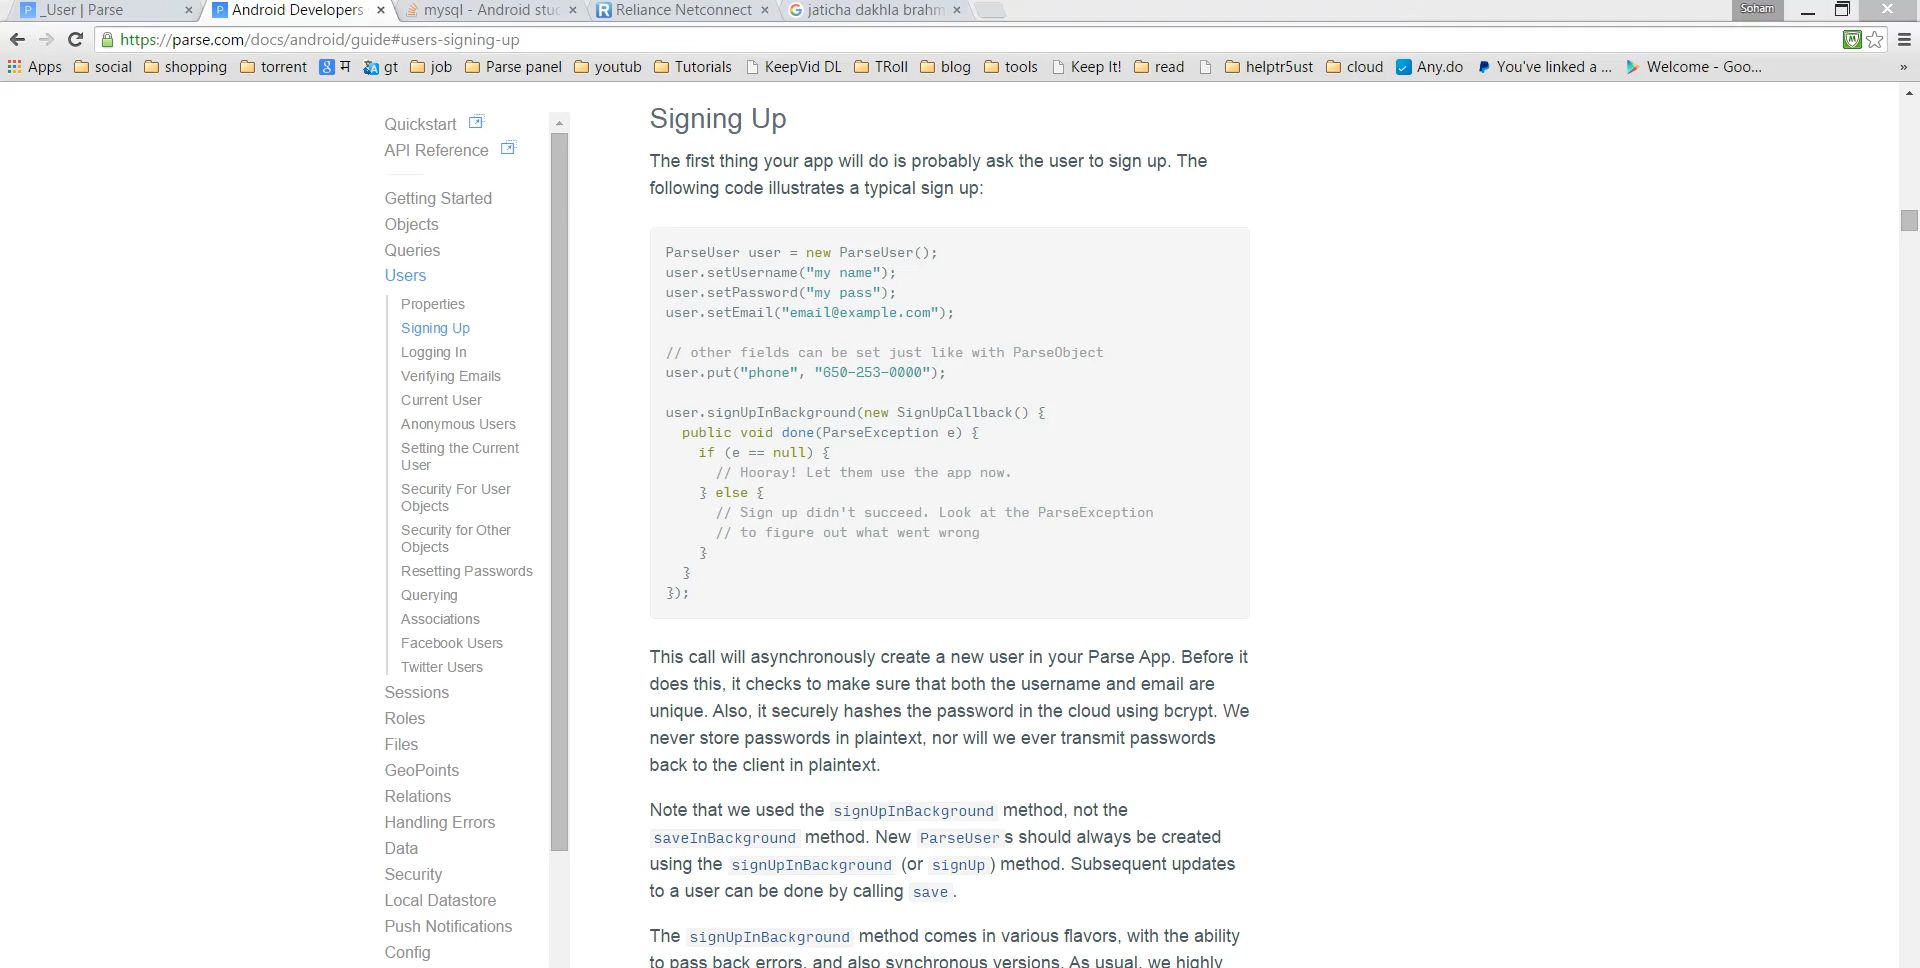 _User | Parse
Android Developers
mysql - Android stuc
Reliance Netconnect
jaticha dakhla brahm
Soham
https://parse.com/docs/android/guide#users-signing-up
Apps social shopping torrent म gt job Parse panel youtub Tutorials KeepVid DL TRoll blog tools Keep It! read helptr5ust cloud Any.do You've linked a ... Welcome - Goo... »
Quickstart
API Reference
Getting Started
Objects
Queries
Users
Properties
Signing Up
Logging In
Verifying Emails
Current User
Anonymous Users
Setting the Current
User
Security For User
Objects
Security for Other
Objects
Resetting Passwords
Querying
Associations
Facebook Users
Twitter Users
Sessions
Roles
Files
GeoPoints
Relations
Handling Errors
Data
Security
Local Datastore
Push Notifications
Config
Signing Up
The first thing your app will do is probably ask the user to sign up. The
following code illustrates a typical sign up:
ParseUser user = new ParseUser();
user.setUsername("my name");
user.setPassword("my pass");
user.setEmail("email@example.com");
// other fields can be set just like with ParseObject
user.put("phone", "650-253-0000");
user.signUpInBackground(new SignUpCallback() {
public void done(ParseException e) {
if (e == null) {
// Hooray! Let them use the app now.
} else {
// Sign up didn't succeed. Look at the ParseException
// to figure out what went wrong
}
}
});
This call will asynchronously create a new user in your Parse App. Before it
does this, it checks to make sure that both the username and email are
unique. Also, it securely hashes the password in the cloud using bcrypt. We
never store passwords in plaintext, nor will we ever transmit passwords
back to the client in plaintext.
Note that we used the signUpInBackground method, not the
saveInBackground method. New ParseUser s should always be created
using the signUpInBackground (or signUp ) method. Subsequent updates
to a user can be done by calling save .
The signUpInBackground method comes in various flavors, with the ability
to pass back errors, and also synchronous versions. As usual, we highly